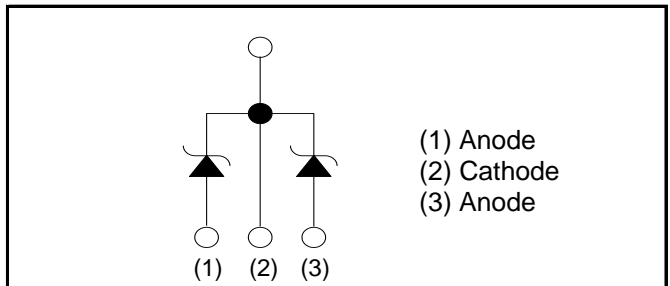 (1) Anode
(2) Cathode
(3) Anode
(1) (2) (3)